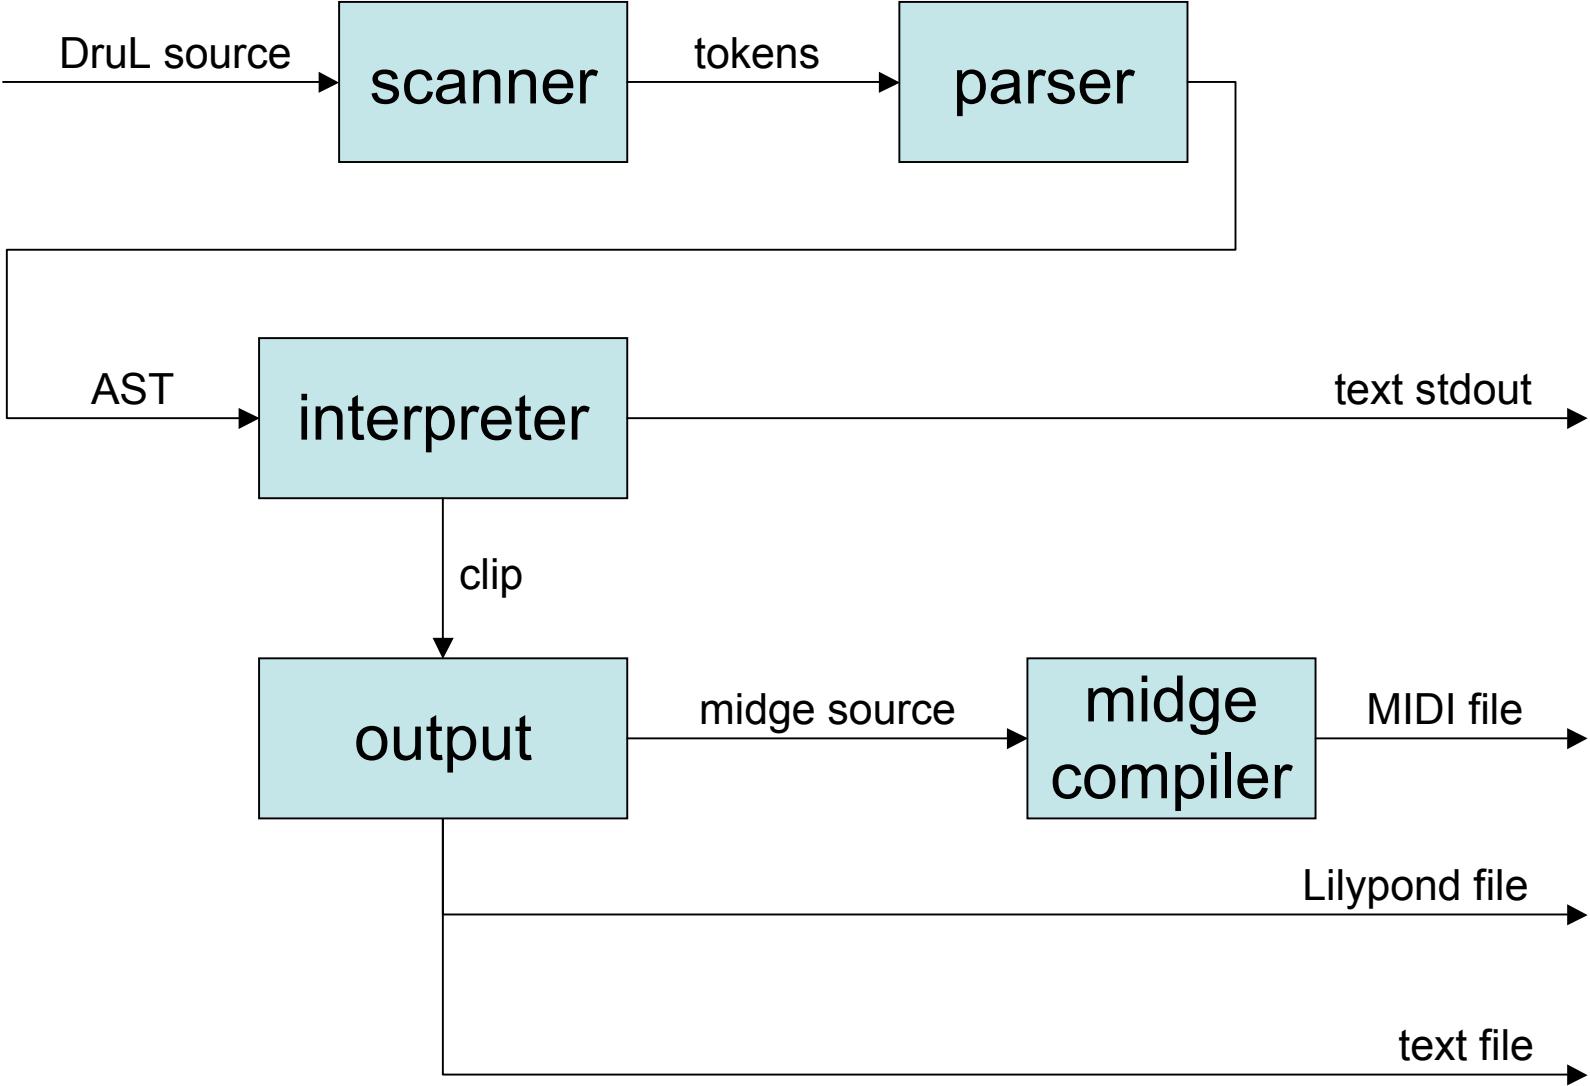 DruL source
scanner
tokens
parser
AST
interpreter
text stdout
clip
output
midge source
midge
compiler
MIDI file
Lilypond file
text file